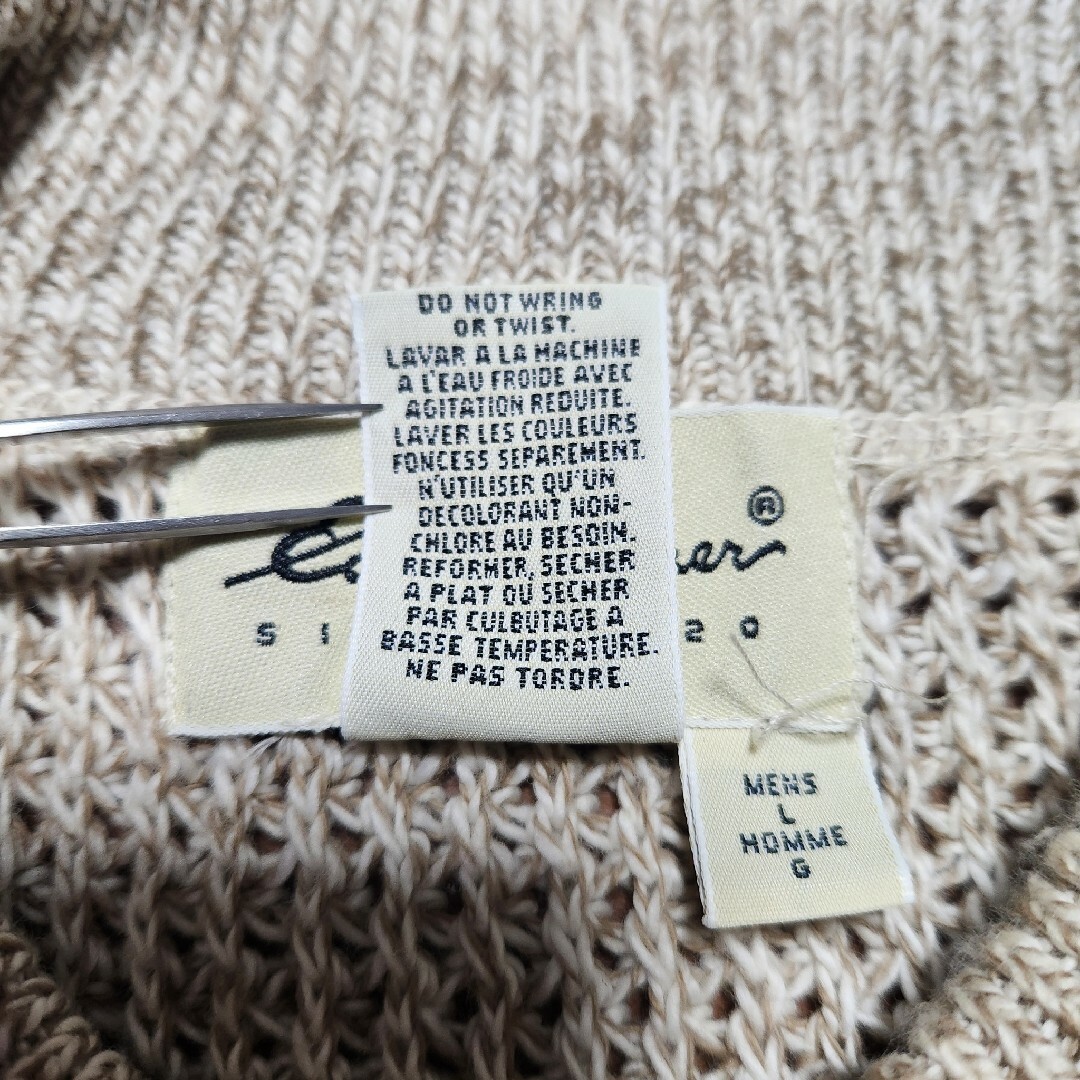 DO NOT WRING
OR TWIST.
LAVAR A LA MACHINE
A L'EAU FROIDE AVEC
AGITATION REDUITE.
LAVER LES COULEURS
FONCESS SEPAREMENT.
N'UTILISER QU'UN
DECOLORANT NON-
CHLORE AU BESOIN.
REFORMER, SECHER
A PLAT OU SECHER
PAR CULBUTAGE A
BASSE TEMPERATURE.
NE PAS TORDRE.
®
MENS
L
HOMME
G